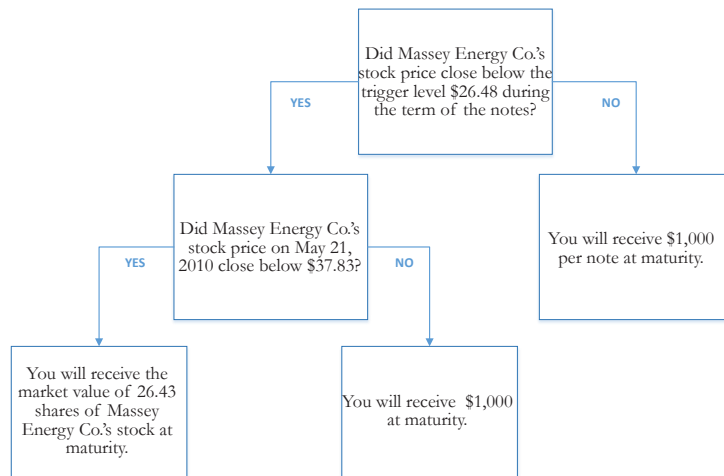 Did Massey Energy Co.'s
stock price close below the
trigger level $26.48 during
the term of the notes?
YES
NO
Did Massey Energy Co.'s
stock price on May 21,
2010 close below $37.83?
You will receive $1,000
per note at maturity.
YES
NO
You will receive the
market value of 26.43
shares of Massey
Energy Co.'s stock at
maturity.
You will receive $1,000
at maturity.